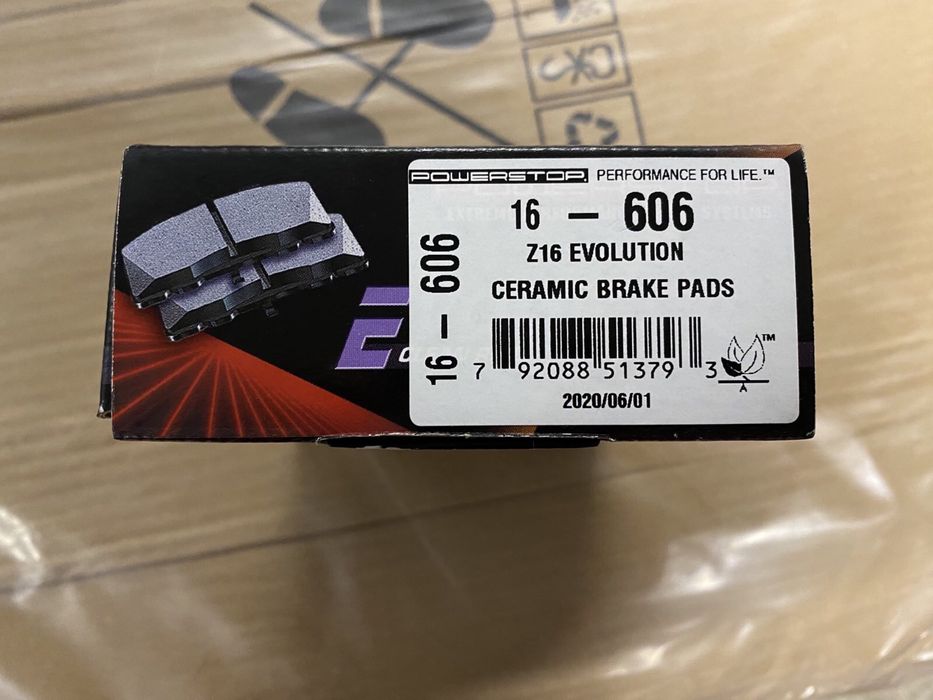 POWERSTOP. PERFORMANCE FOR LIFE.™
16 — 606
Z16 EVOLUTION
CERAMIC BRAKE PADS
16 — 606
7 92088 51379 3
™
A
2020/06/01